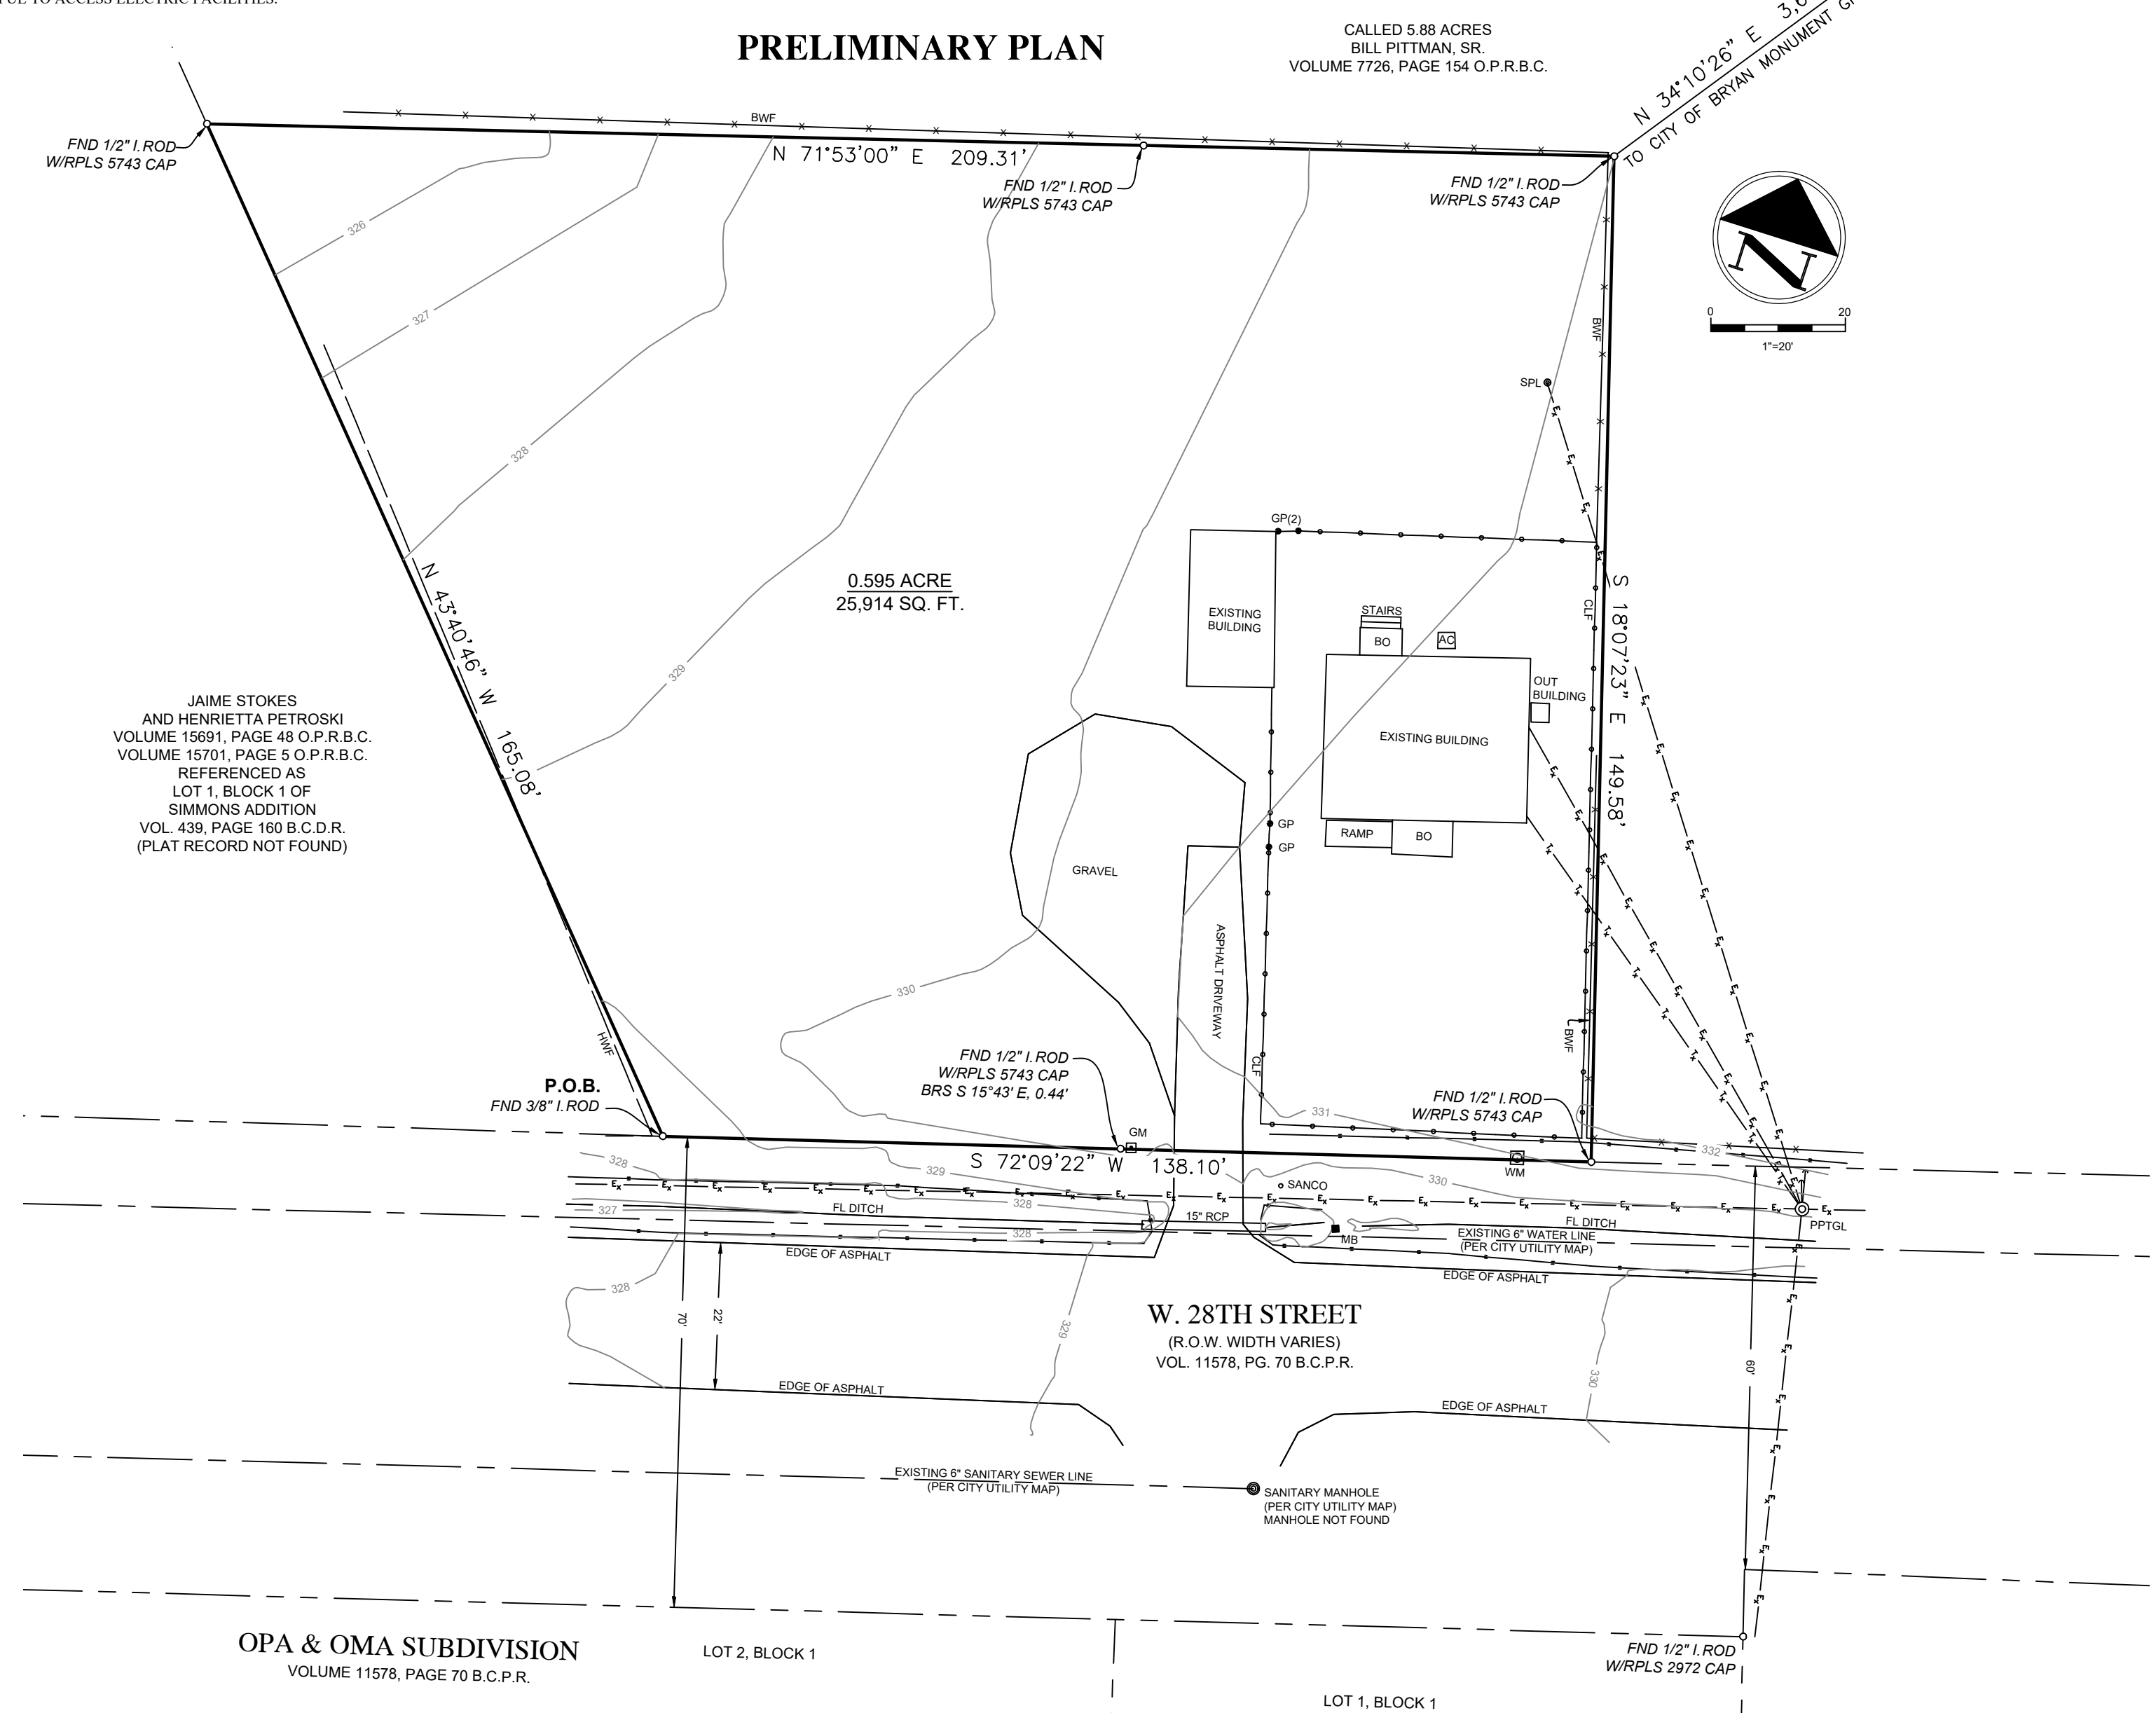 TO ACCESS ELECTRIC FACILITIES.
PRELIMINARY PLAN
CALLED 5.88 ACRES
BILL PITTMAN, SR.
VOLUME 7726, PAGE 154 O.P.R.B.C.
N 34°10'26" E
TO CITY OF BRYAN MONUMENT
FND 1/2" I. ROD
W/RPLS 5743 CAP
BWF
N 71°53'00" E 209.31'
FND 1/2" I. ROD
W/RPLS 5743 CAP
FND 1/2" I. ROD
W/RPLS 5743 CAP
N
0 20
1"=20'
326
327
328
329
BWF
SPL
GP(2)
0.595 ACRE
25,914 SQ. FT.
N 43°40'46" W 165.08'
EXISTING
BUILDING
STAIRS
BO
AC
OUT
BUILDING
EXISTING BUILDING
CLF
S 18°07'23" E 149.58'
JAIME STOKES
AND HENRIETTA PETROSKI
VOLUME 15691, PAGE 48 O.P.R.B.C.
VOLUME 15701, PAGE 5 O.P.R.B.C.
REFERENCED AS
LOT 1, BLOCK 1 OF
SIMMONS ADDITION
VOL. 439, PAGE 160 B.C.D.R.
(PLAT RECORD NOT FOUND)
GP
GP
RAMP
BO
GRAVEL
ASPHALT DRIVEWAY
330
HWF
CLF
BWF
P.O.B.
FND 3/8" I. ROD
FND 1/2" I. ROD
W/RPLS 5743 CAP
BRS S 15°43' E, 0.44'
FND 1/2" I. ROD
W/RPLS 5743 CAP
331
332
GM
S 72°09'22" W 138.10'
WM
328
329
330
SANCO
327
328
FL DITCH
15" RCP
FL DITCH
PPTGL
328
MB
EXISTING 6" WATER LINE
(PER CITY UTILITY MAP)
EDGE OF ASPHALT
EDGE OF ASPHALT
328
70'
22'
329
330
60'
W. 28TH STREET
(R.O.W. WIDTH VARIES)
VOL. 11578, PG. 70 B.C.P.R.
EDGE OF ASPHALT
EDGE OF ASPHALT
EXISTING 6" SANITARY SEWER LINE
(PER CITY UTILITY MAP)
SANITARY MANHOLE
(PER CITY UTILITY MAP)
MANHOLE NOT FOUND
OPA & OMA SUBDIVISION
VOLUME 11578, PAGE 70 B.C.P.R.
LOT 2, BLOCK 1
FND 1/2" I. ROD
W/RPLS 2972 CAP
LOT 1, BLOCK 1